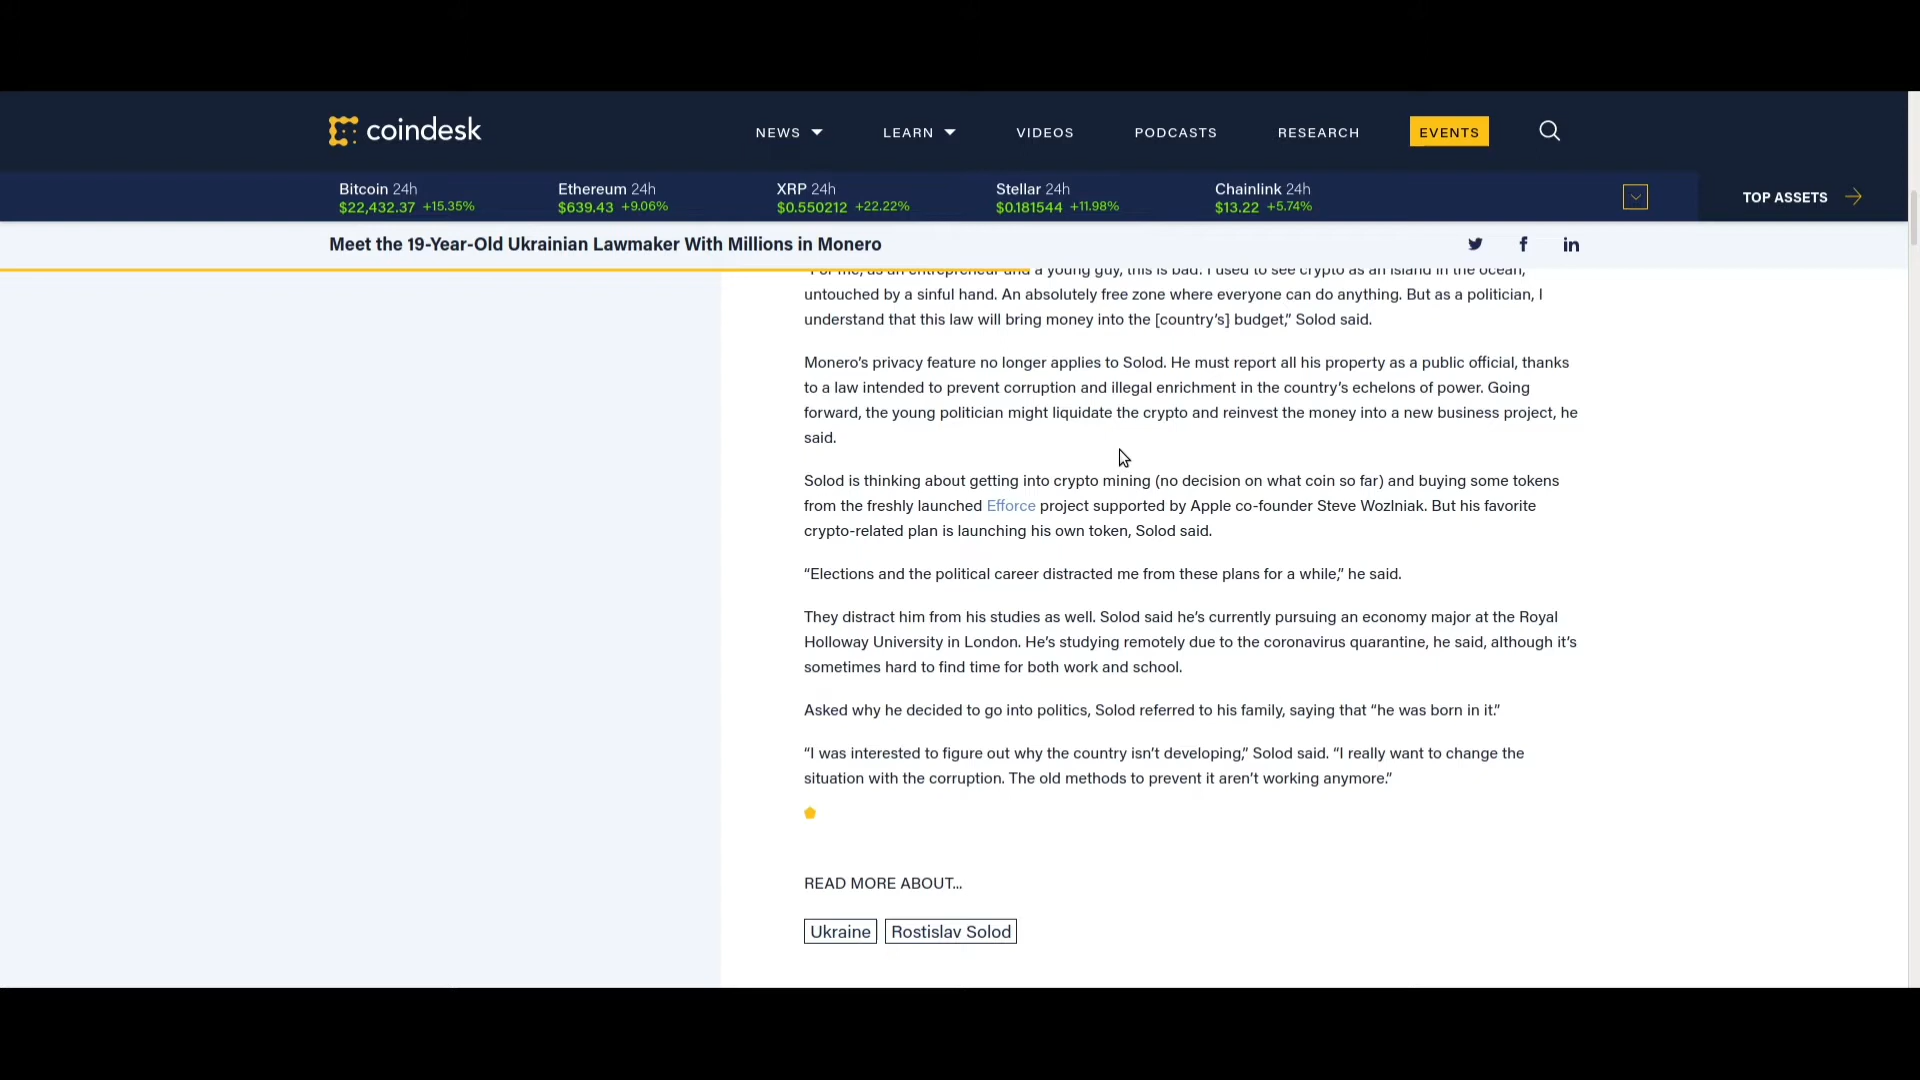 coindesk
NEWS
LEARN
VIDEOS
PODCASTS
RESEARCH
EVENTS
Bitcoin 24h
$22,432.37 +15.35%
Ethereum 24h
$639.43 +9.06%
XRP 24h
$0.550212 +22.22%
Stellar 24h
$0.181544 +11.98%
Chainlink 24h
$13.22 +5.74%
TOP ASSETS
Meet the 19-Year-Old Ukrainian Lawmaker With Millions in Monero
“For me, as an entrepreneur and a young guy, this is bad. I used to see crypto as an island in the ocean,
untouched by a sinful hand. An absolutely free zone where everyone can do anything. But as a politician, I
understand that this law will bring money into the [country’s] budget,” Solod said.
Monero’s privacy feature no longer applies to Solod. He must report all his property as a public official, thanks
to a law intended to prevent corruption and illegal enrichment in the country’s echelons of power. Going
forward, the young politician might liquidate the crypto and reinvest the money into a new business project, he
said.
Solod is thinking about getting into crypto mining (no decision on what coin so far) and buying some tokens
from the freshly launched Efforce project supported by Apple co-founder Steve Wozlniak. But his favorite
crypto-related plan is launching his own token, Solod said.
“Elections and the political career distracted me from these plans for a while,” he said.
They distract him from his studies as well. Solod said he’s currently pursuing an economy major at the Royal
Holloway University in London. He’s studying remotely due to the coronavirus quarantine, he said, although it’s
sometimes hard to find time for both work and school.
Asked why he decided to go into politics, Solod referred to his family, saying that “he was born in it.”
“I was interested to figure out why the country isn’t developing,” Solod said. “I really want to change the
situation with the corruption. The old methods to prevent it aren’t working anymore.”
READ MORE ABOUT...
Ukraine
Rostislav Solod